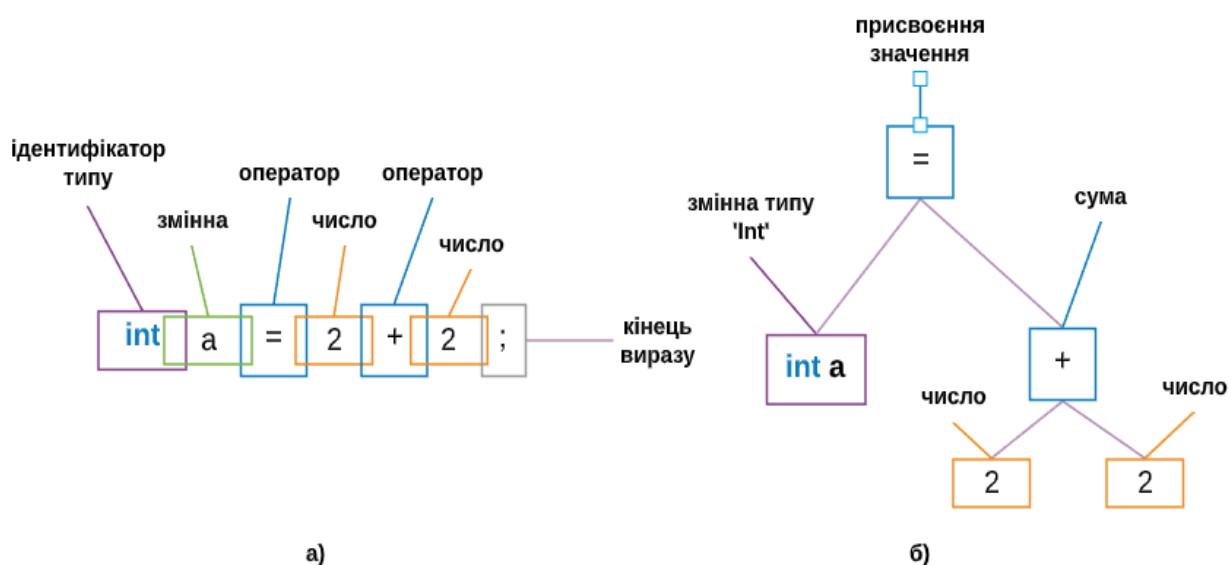 ідентифікатор
типу
змінна
оператор
число
оператор
число
int a = 2 + 2 ;
кінець
виразу
а)
присвоєння
значення
=
змінна типу
'Int'
сума
int a
+
число
число
2 2
б)